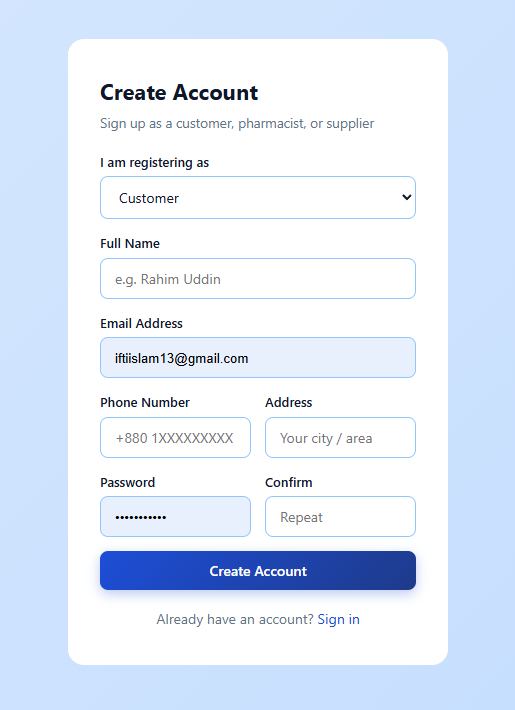 Create Account
Sign up as a customer, pharmacist, or supplier
I am registering as
Customer
Full Name
e.g. Rahim Uddin
Email Address
iftiislam13@gmail.com
Phone Number Address
+880 1XXXXXXXXX Your city / area
Password Confirm
••••••••••• Repeat
Create Account
Already have an account? Sign in